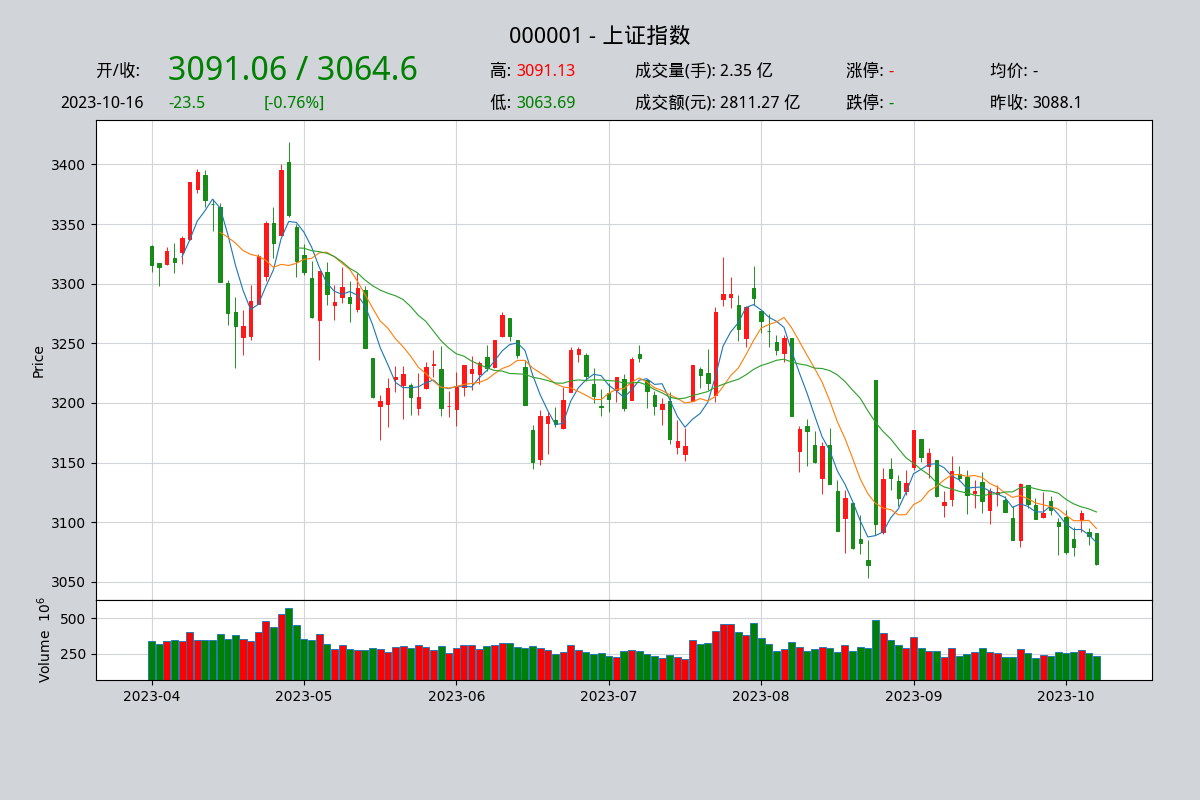 000001 - 上证指数
开/收: 3091.06 / 3064.6 高: 3091.13 成交量(手): 2.35 亿 涨停: - 均价: -
2023-10-16 -23.5 [-0.76%] 低: 3063.69 成交额(元): 2811.27 亿 跌停: - 昨收: 3088.1
3400
3350
3300
3250
3200
3150
3100
3050
Price
500
250
Volume 10^6
2023-04 2023-05 2023-06 2023-07 2023-08 2023-09 2023-10